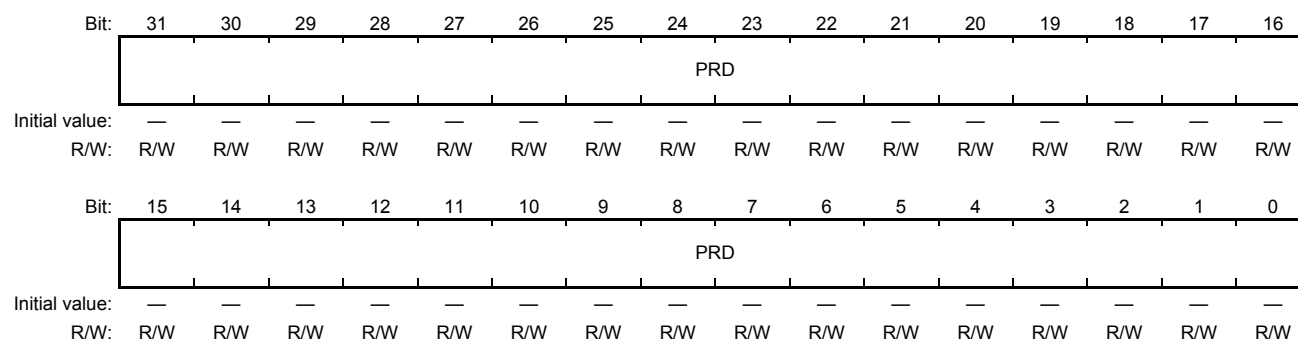 Bit: 31 30 29 28 27 26 25 24 23 22 21 20 19 18 17 16
PRD
Initial value: — — — — — — — — — — — — — — — —
R/W: R/W R/W R/W R/W R/W R/W R/W R/W R/W R/W R/W R/W R/W R/W R/W R/W
Bit: 15 14 13 12 11 10 9 8 7 6 5 4 3 2 1 0
PRD
Initial value: — — — — — — — — — — — — — — — —
R/W: R/W R/W R/W R/W R/W R/W R/W R/W R/W R/W R/W R/W R/W R/W R/W R/W